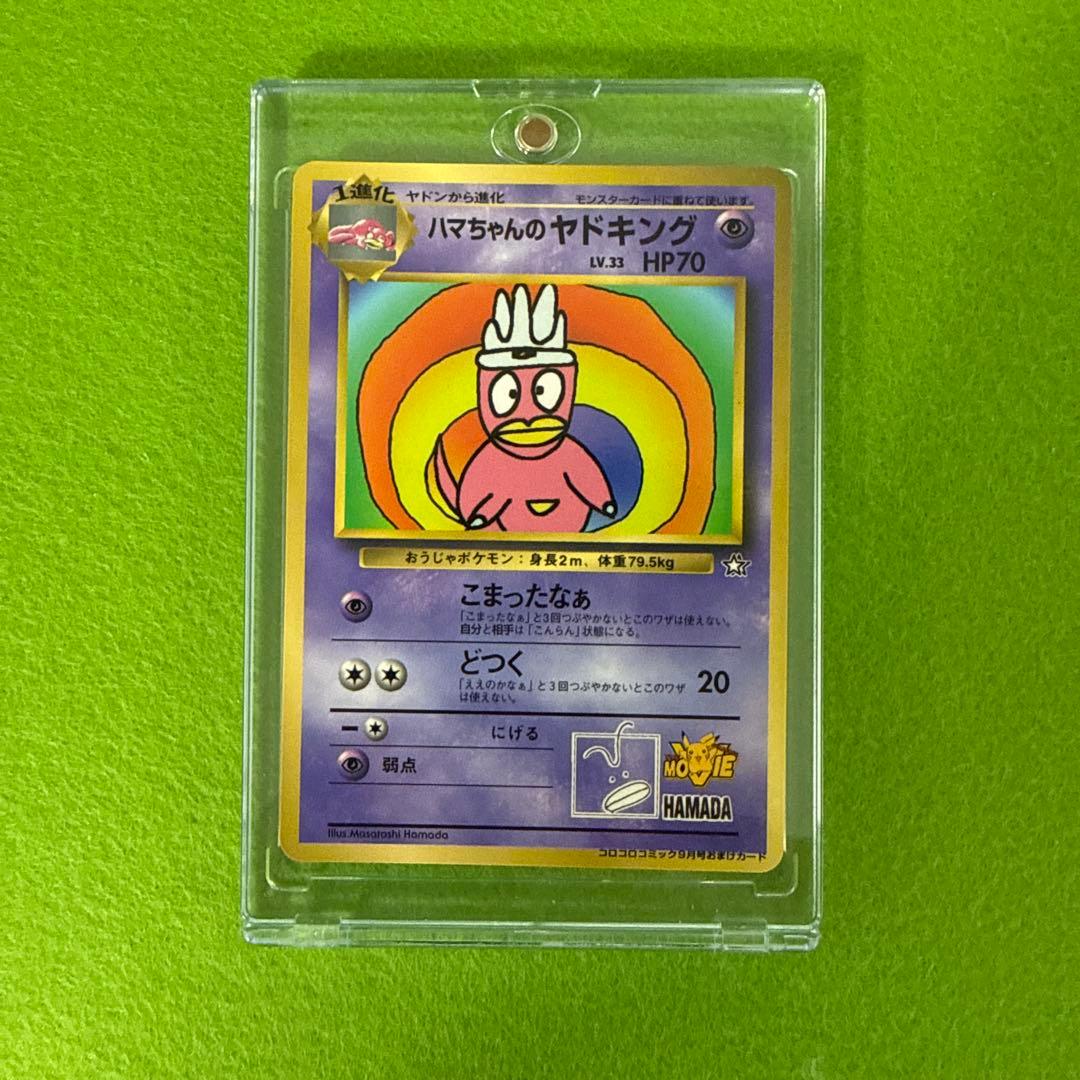 1進化 ヤドンから進化 モンスターカードに重ねて使います。
ハマちゃんのヤドキング
LV.33 HP70
おうじゃポケモン：身長2m、体重79.5kg
こまったなぁ
「こまったなぁ」と3回つぶやかないとこのワザは使えない。
自分と相手は「こんらん」状態になる。
どつく 20
「ええのかなぁ」と3回つぶやかないとこのワザ
は使えない。
にげる
弱点
MOVIE
HAMADA
Illus.Masatoshi Hamada
コロコロコミック9月号おまけカード